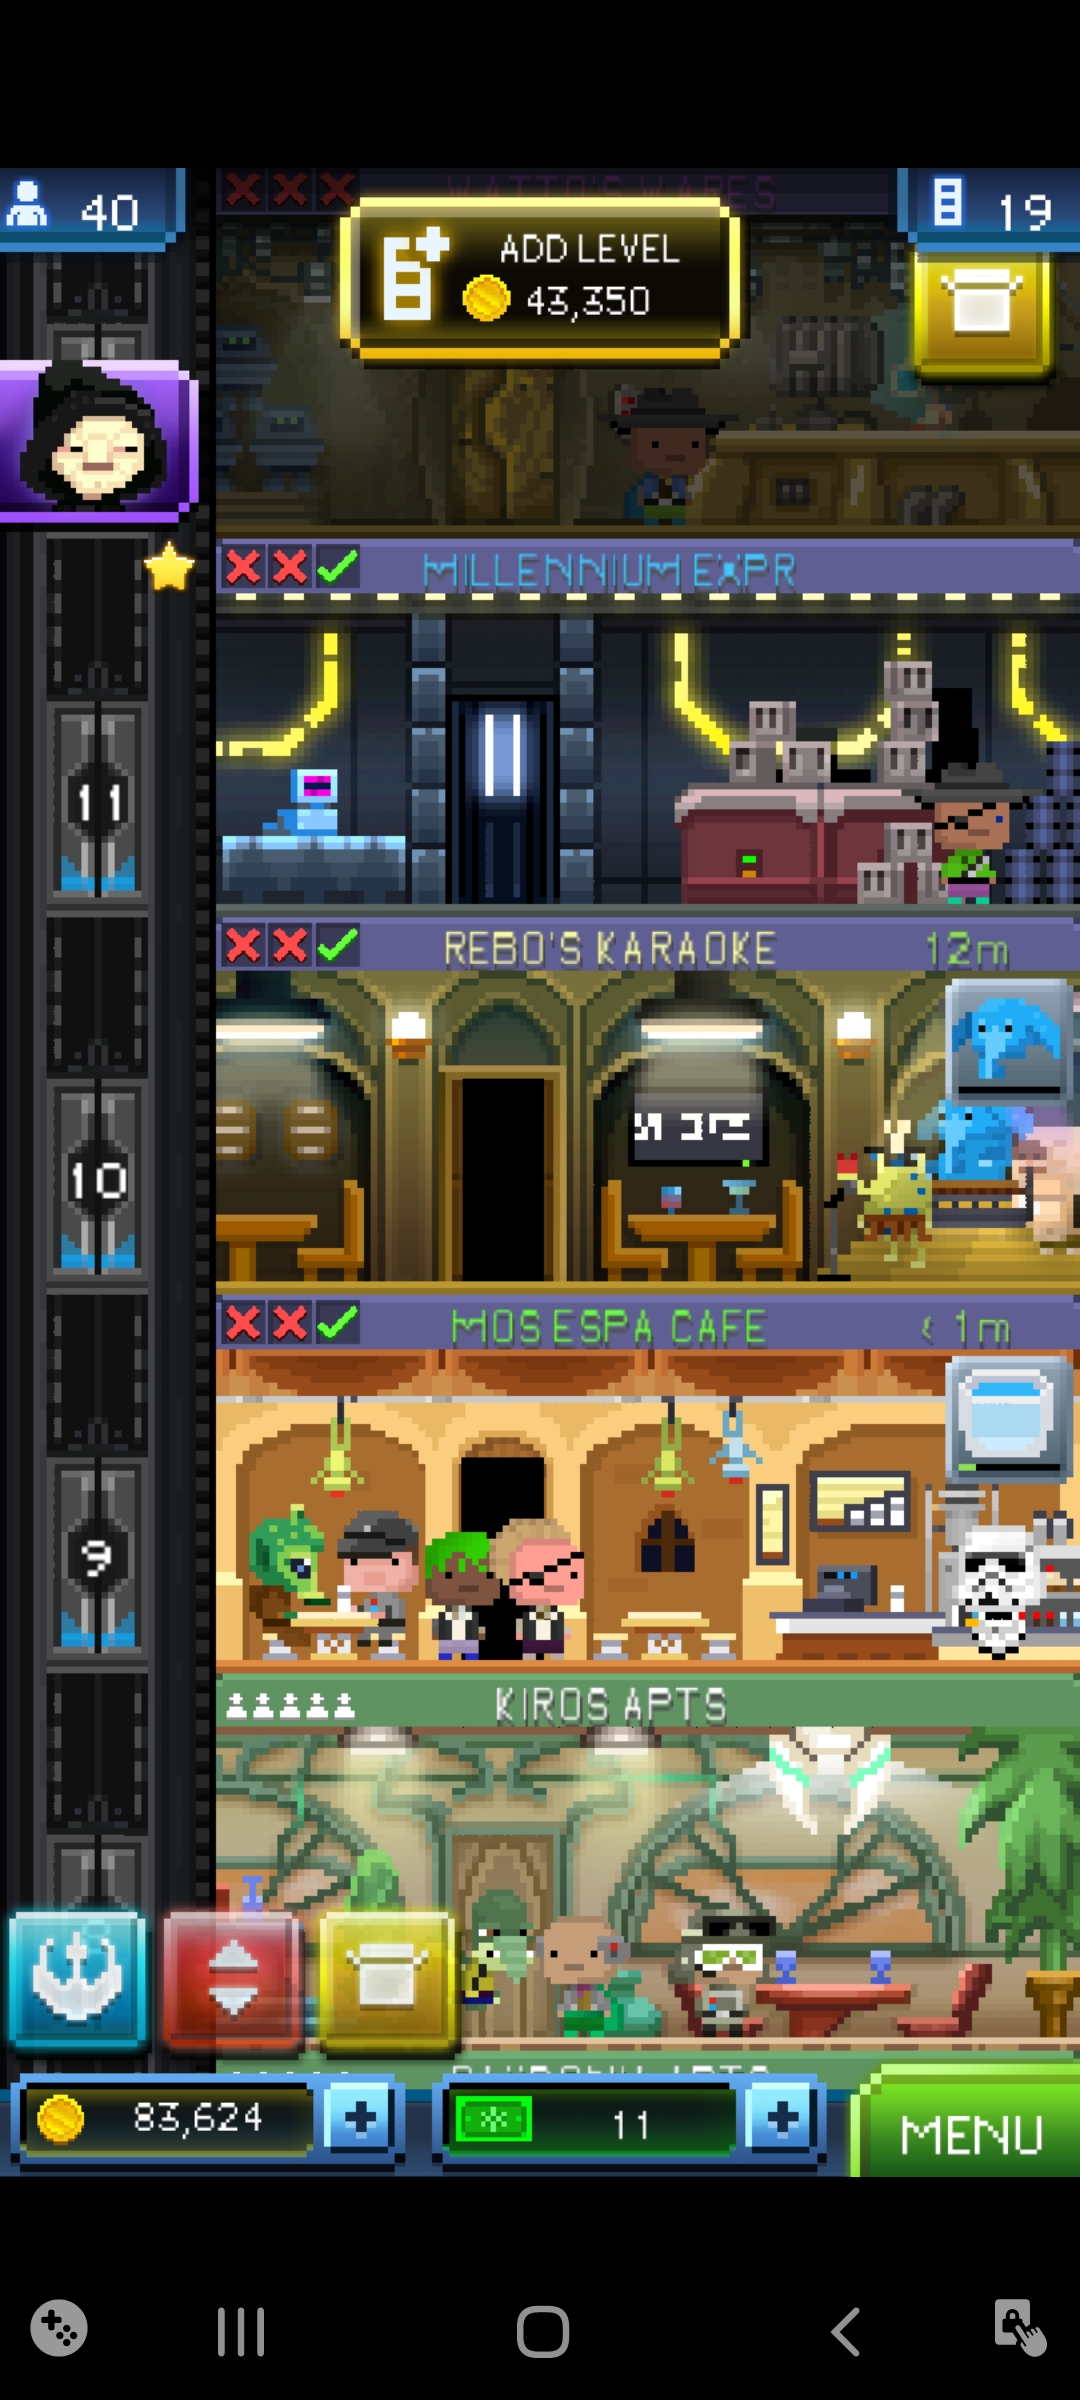 WATTO'S WARES
40
ADD LEVEL
43,350
19
MILLENNIUM EXPR
11
REBO'S KARAOKE 12m
10
MOS ESPA CAFE < 1m
9
KIROS APTS
83,624
11
MENU